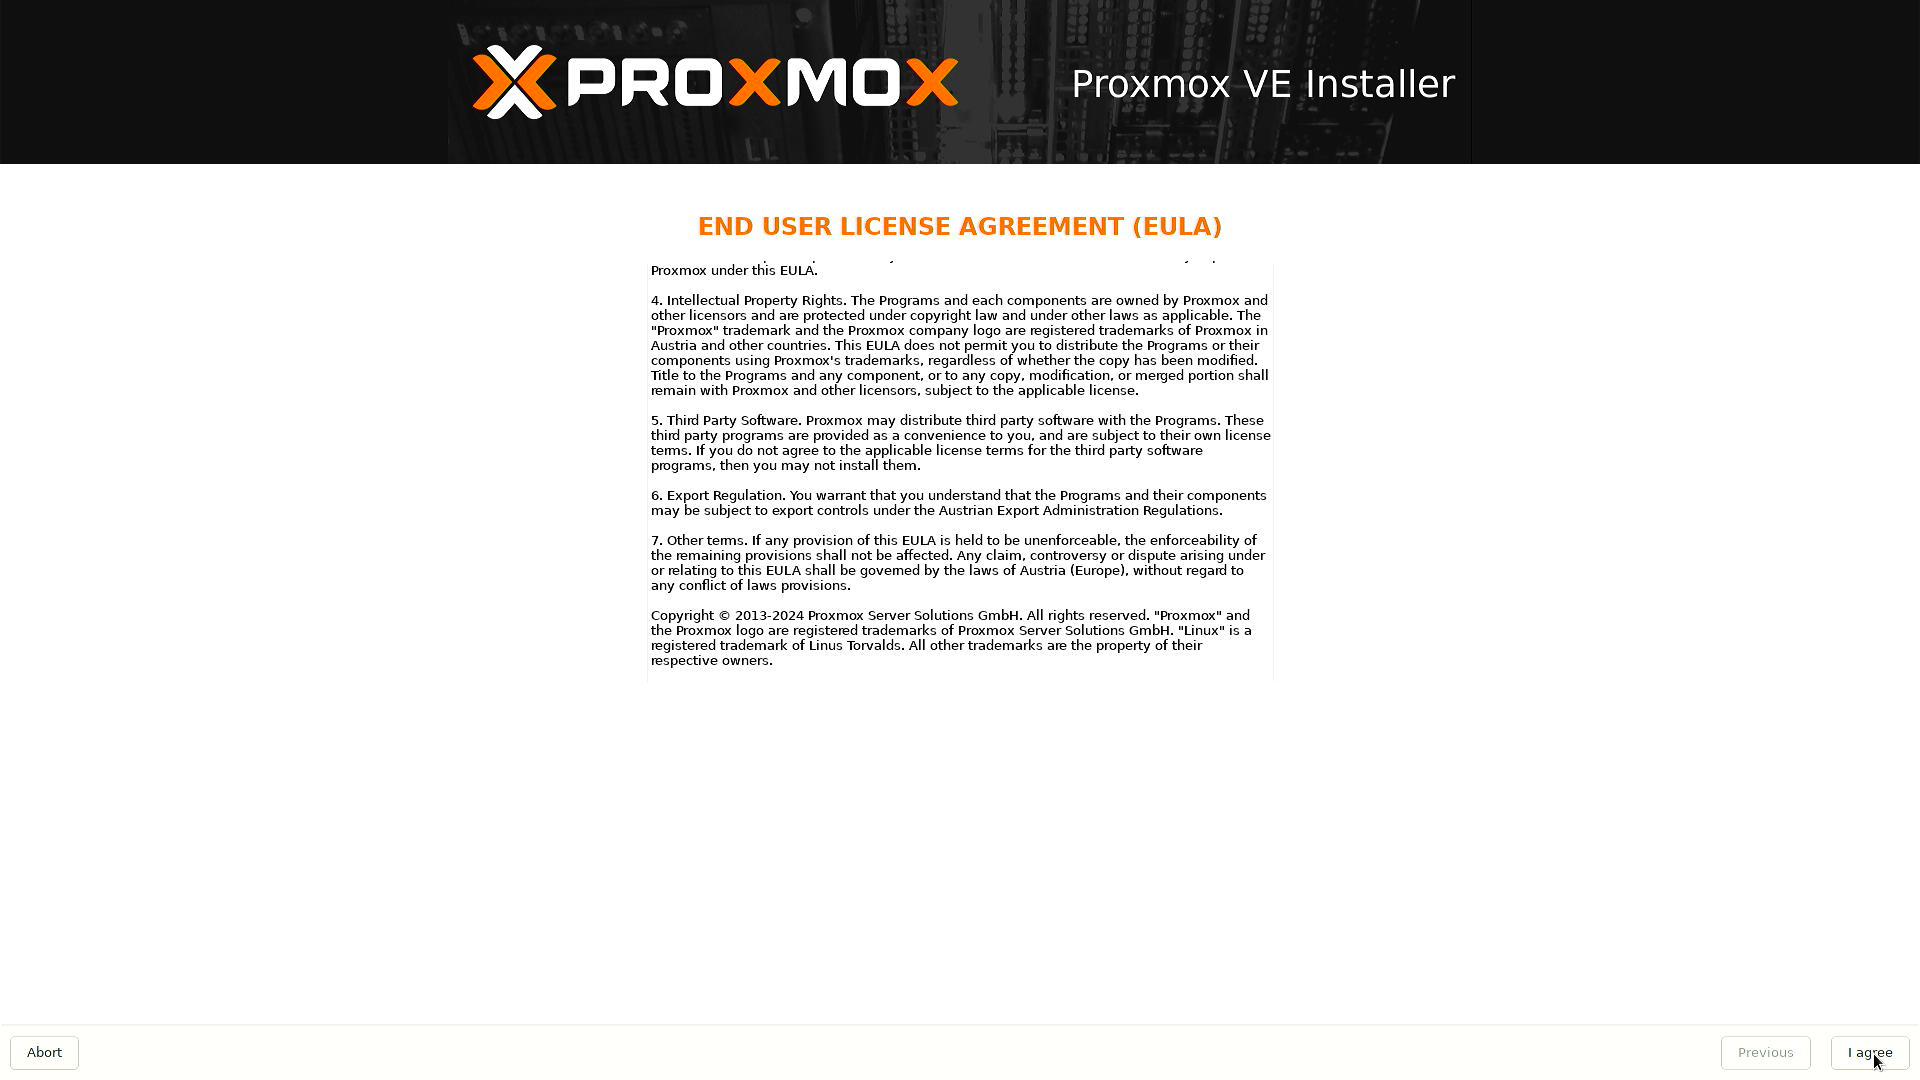 PROXMOX
Proxmox VE Installer
END USER LICENSE AGREEMENT (EULA)
Proxmox under this EULA.
4. Intellectual Property Rights. The Programs and each components are owned by Proxmox and
other licensors and are protected under copyright law and under other laws as applicable. The
"Proxmox" trademark and the Proxmox company logo are registered trademarks of Proxmox in
Austria and other countries. This EULA does not permit you to distribute the Programs or their
components using Proxmox's trademarks, regardless of whether the copy has been modified.
Title to the Programs and any component, or to any copy, modification, or merged portion shall
remain with Proxmox and other licensors, subject to the applicable license.
5. Third Party Software. Proxmox may distribute third party software with the Programs. These
third party programs are provided as a convenience to you, and are subject to their own license
terms. If you do not agree to the applicable license terms for the third party software
programs, then you may not install them.
6. Export Regulation. You warrant that you understand that the Programs and their components
may be subject to export controls under the Austrian Export Administration Regulations.
7. Other terms. If any provision of this EULA is held to be unenforceable, the enforceability of
the remaining provisions shall not be affected. Any claim, controversy or dispute arising under
or relating to this EULA shall be governed by the laws of Austria (Europe), without regard to
any conflict of laws provisions.
Copyright © 2013-2024 Proxmox Server Solutions GmbH. All rights reserved. "Proxmox" and
the Proxmox logo are registered trademarks of Proxmox Server Solutions GmbH. "Linux" is a
registered trademark of Linus Torvalds. All other trademarks are the property of their
respective owners.
Abort
Previous
I agree